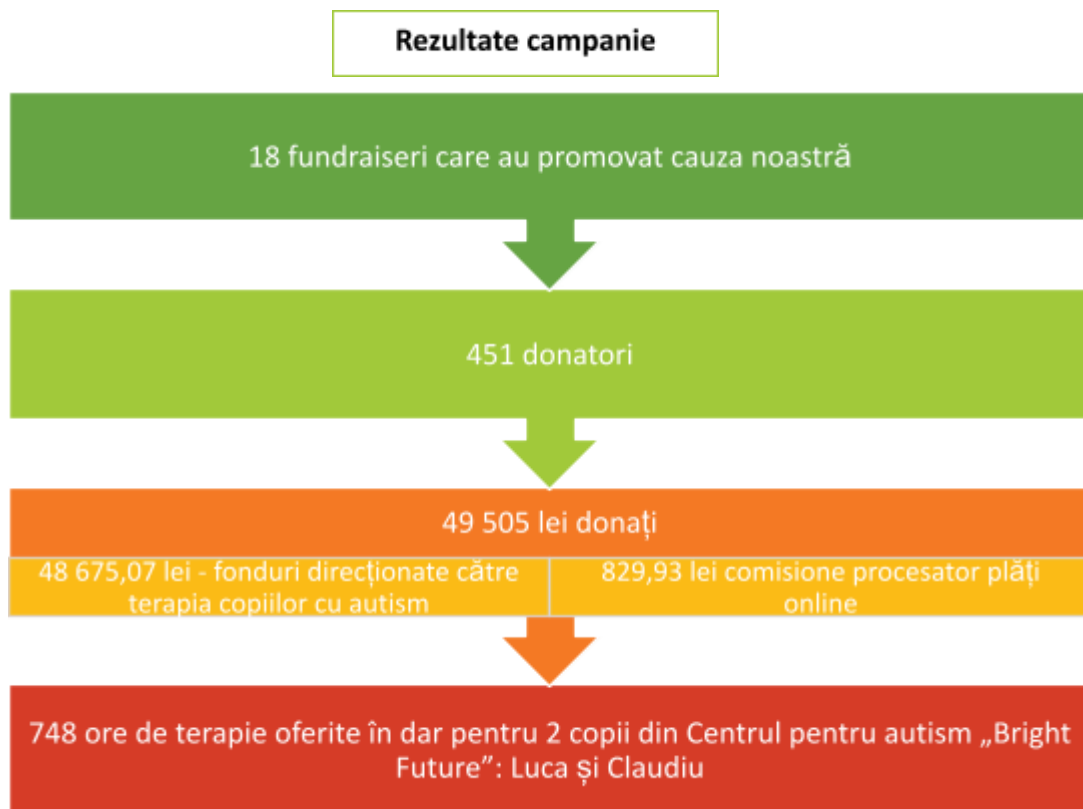 Rezultate campanie
18 fundraiseri care au promovat cauza noastră
451 donatori
49 505 lei donați
48 675,07 lei - fonduri direcționate către
terapia copiilor cu autism
829,93 lei comisione procesator plăți
online
748 ore de terapie oferite în dar pentru 2 copii din Centrul pentru autism „Bright
Future”: Luca și Claudiu